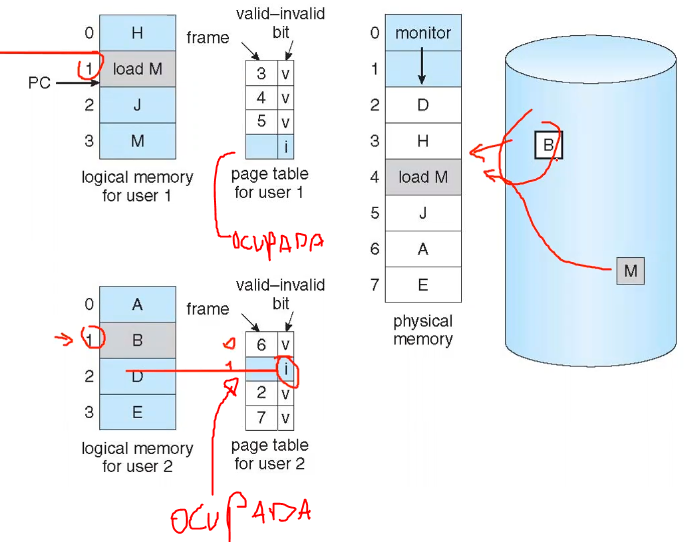 valid–invalid
bit
frame
0 H
1 load M
PC
2 J
3 M
3 v
4 v
5 v
i
logical memory
for user 1
page table
for user 1
OCUPADA
valid–invalid
bit
frame
0 A
1 B
2 D
3 E
0 6 v
1 i
2 v
7 v
logical memory
for user 2
page table
for user 2
OCUPADA
0 monitor
1
2 D
3 H
4 load M
5 J
6 A
7 E
physical
memory
B
M